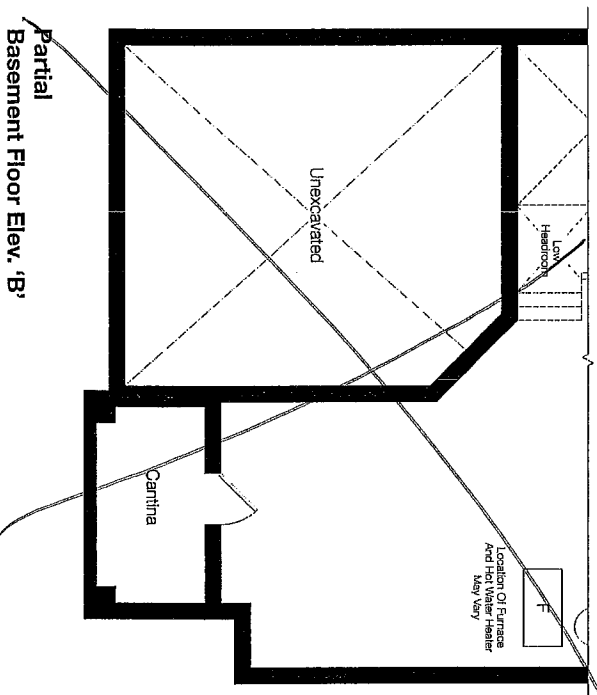 Partial
Basement Floor Elev. 'B'
Unexcavated
Low
Headroom
Cantina
Location Of Furnace
And Hot Water Heater
May Vary
F